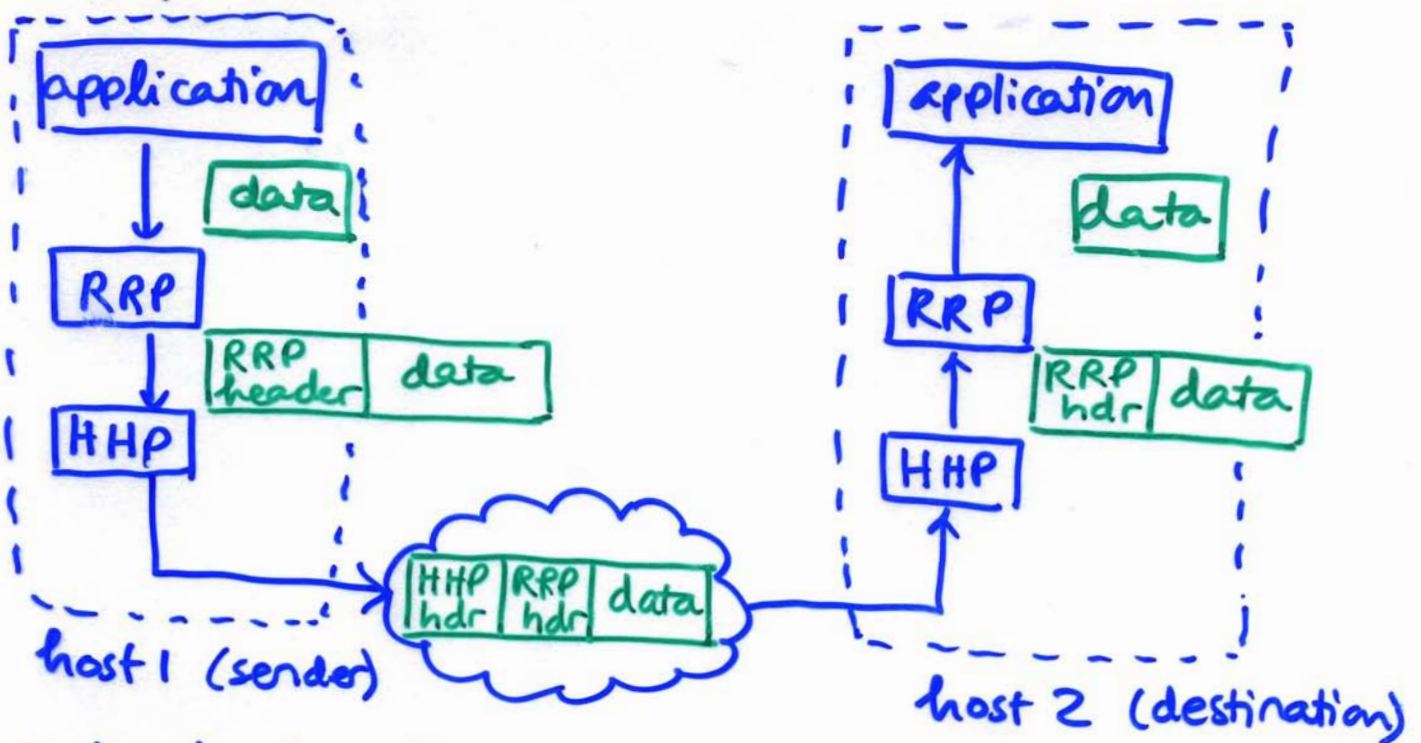 application
data
RRP
RRP
header
data
HHP
host 1 (sender)
HHP
hdr
RRP
hdr
data
application
data
RRP
RRP
hdr
data
HHP
host 2 (destination)